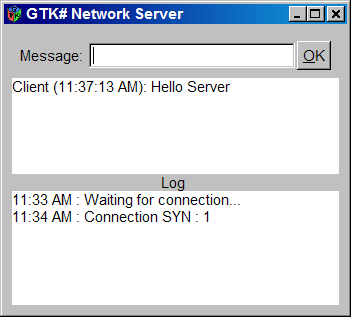 GTK# Network Server
Message:
OK
Client (11:37:13 AM): Hello Server
Log
11:33 AM : Waiting for connection...
11:34 AM : Connection SYN : 1